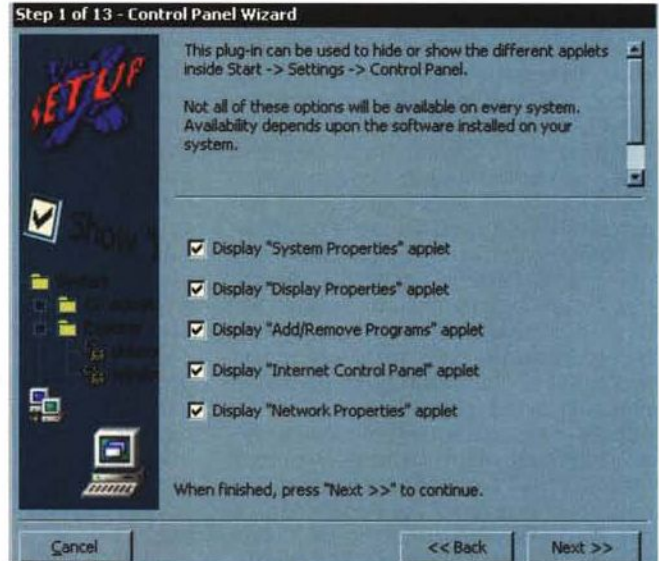 Step 1 of 13 - Control Panel Wizard
This plug-in can be used to hide or show the different applets
inside Start -> Settings -> Control Panel.
Not all of these options will be available on every system.
Availability depends upon the software installed on your
system.
SETUP
Show
Display "System Properties" applet
Display "Display Properties" applet
Display "Add/Remove Programs" applet
Display "Internet Control Panel" applet
Display "Network Properties" applet
When finished, press "Next >>" to continue.
Cancel
<< Back
Next >>